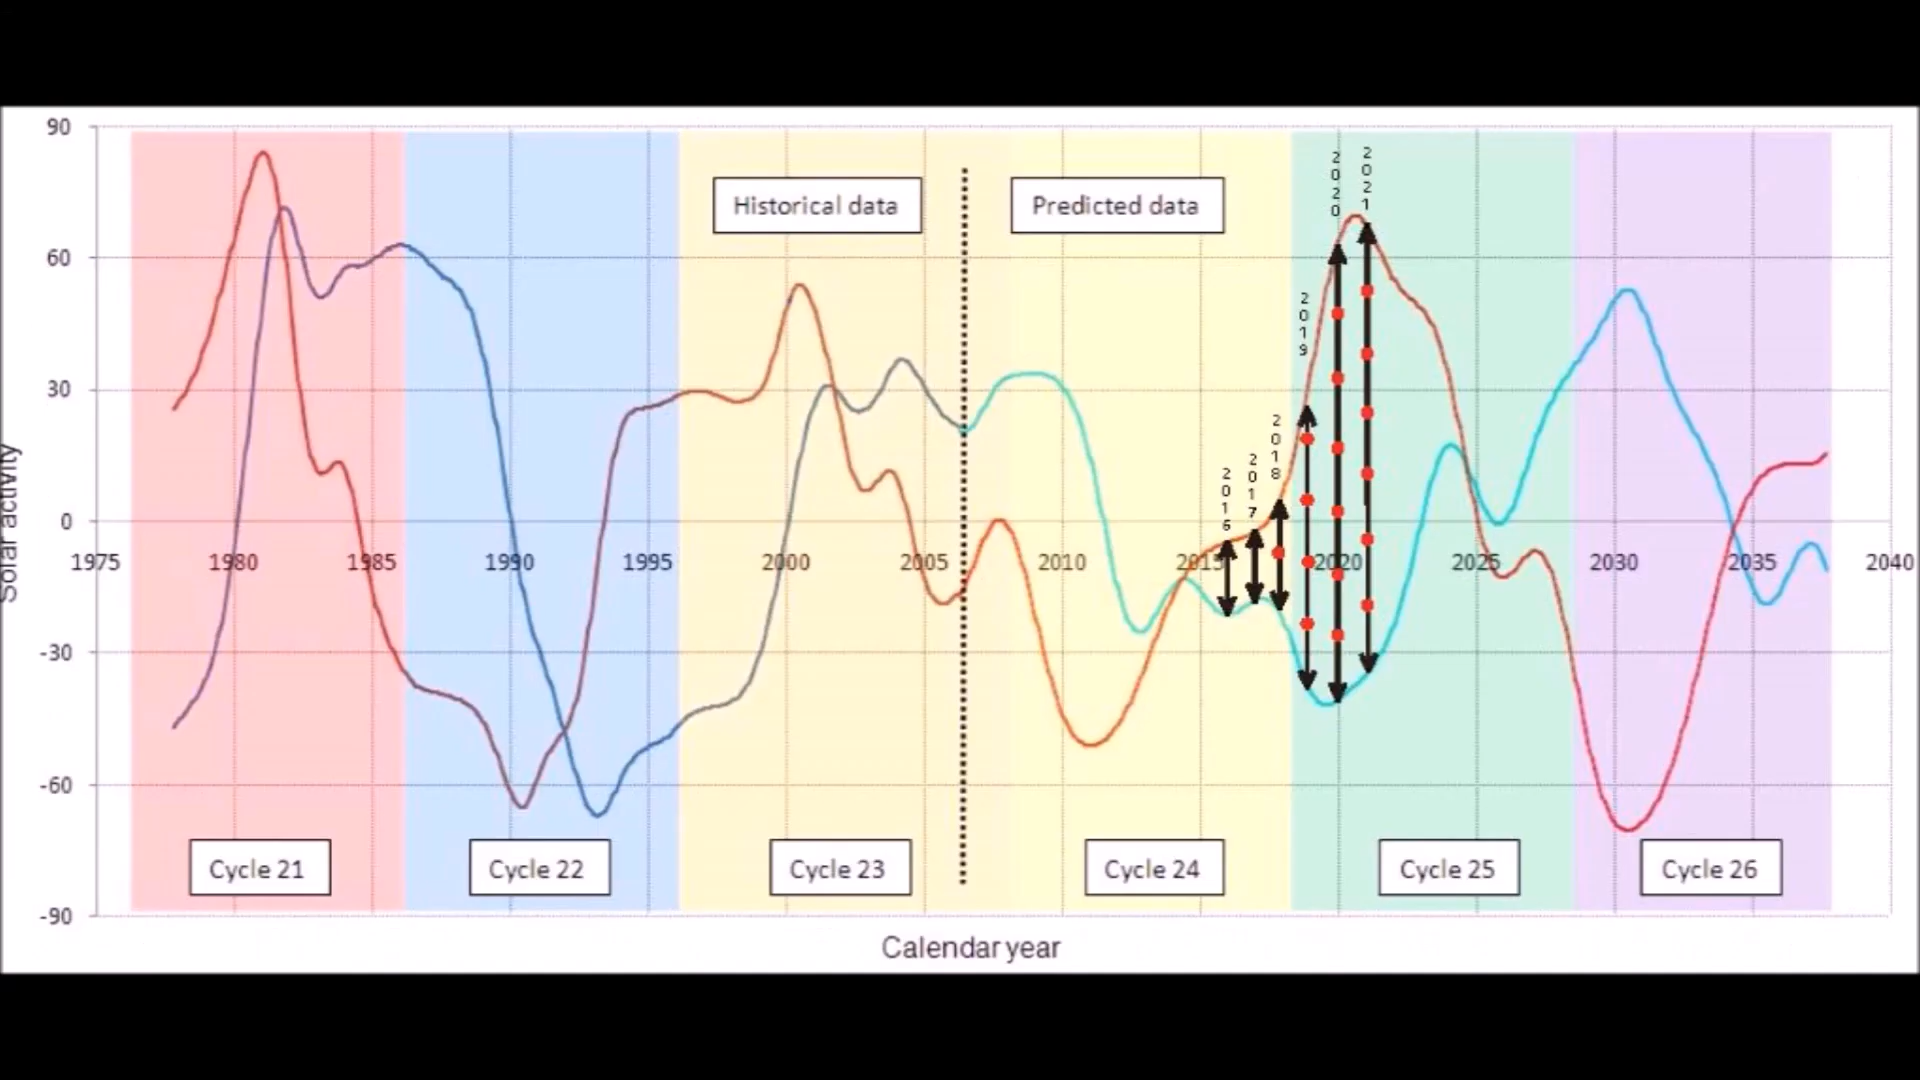 90
60
30
0
-30
-60
-90
Solar activity
Historical data
Predicted data
2016
2017
2018
2019
2020
2021
1975 1980 1985 1990 1995 2000 2005 2010 2015 2020 2025 2030 2035 2040
Cycle 21
Cycle 22
Cycle 23
Cycle 24
Cycle 25
Cycle 26
Calendar year